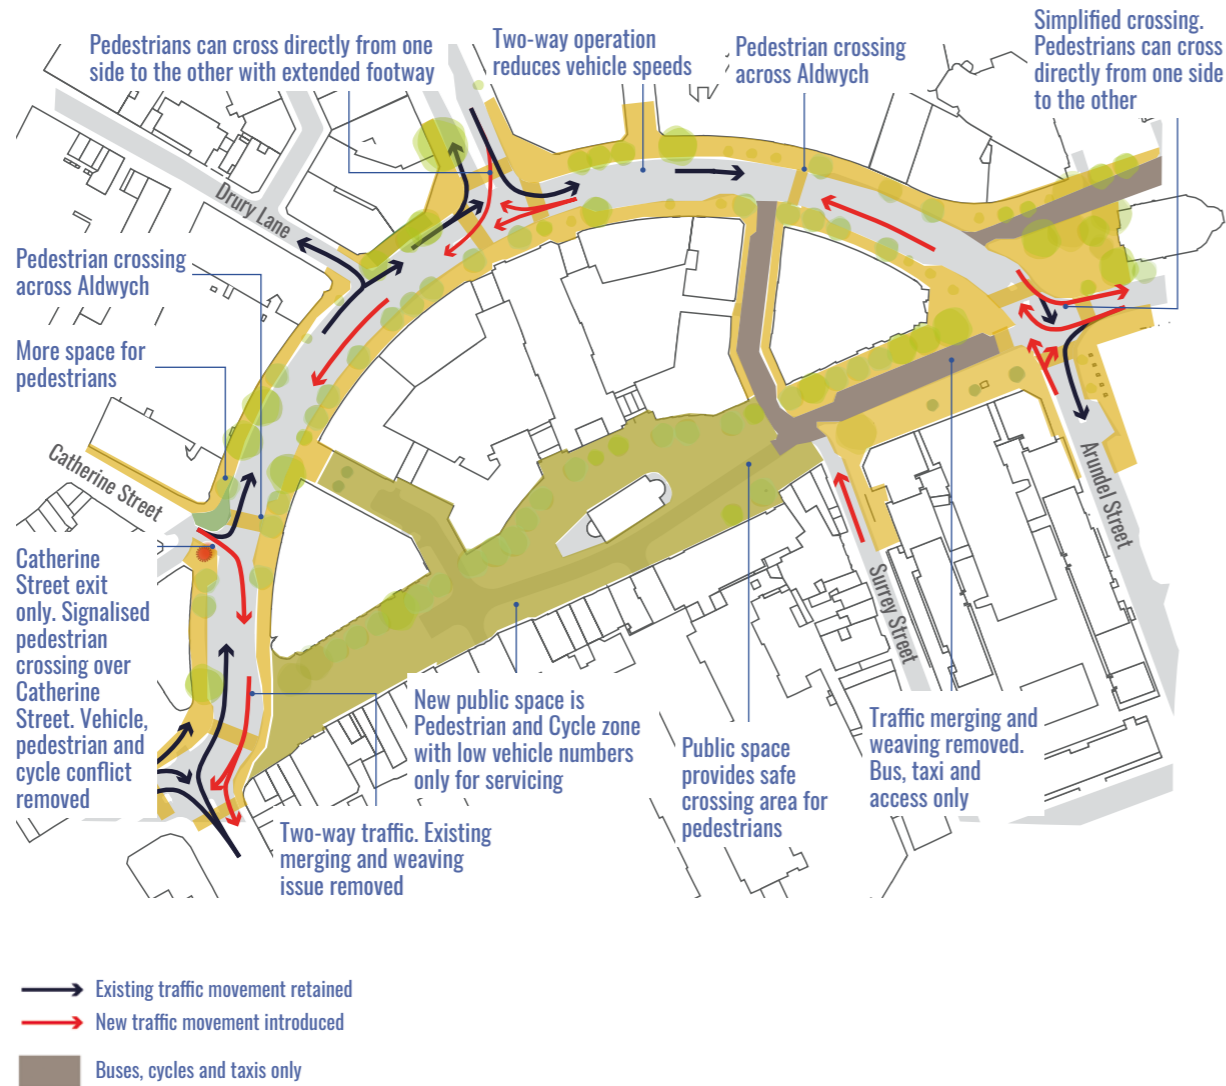 Pedestrians can cross directly from one
side to the other with extended footway
Two-way operation
reduces vehicle speeds
Pedestrian crossing
across Aldwych
Simplified crossing.
Pedestrians can cross
directly from one side
to the other
Drury Lane
Pedestrian crossing
across Aldwych
More space for
pedestrians
Catherine Street
Catherine
Street exit
only. Signalised
pedestrian
crossing over
Catherine
Street. Vehicle,
pedestrian and
cycle conflict
removed
Arundel Street
Surrey Street
New public space is
Pedestrian and Cycle zone
with low vehicle numbers
only for servicing
Public space
provides safe
crossing area for
pedestrians
Traffic merging and
weaving removed.
Bus, taxi and
access only
Two-way traffic. Existing
merging and weaving
issue removed
Existing traffic movement retained
New traffic movement introduced
Buses, cycles and taxis only